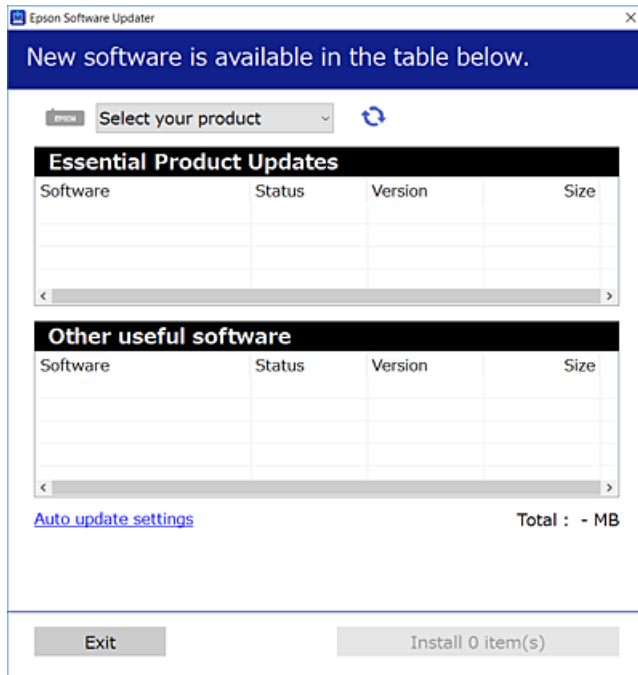 Epson Software Updater
New software is available in the table below.
EPSON Select your product
Essential Product Updates
Software Status Version Size
Other useful software
Software Status Version Size
Auto update settings Total : - MB
Exit Install 0 item(s)